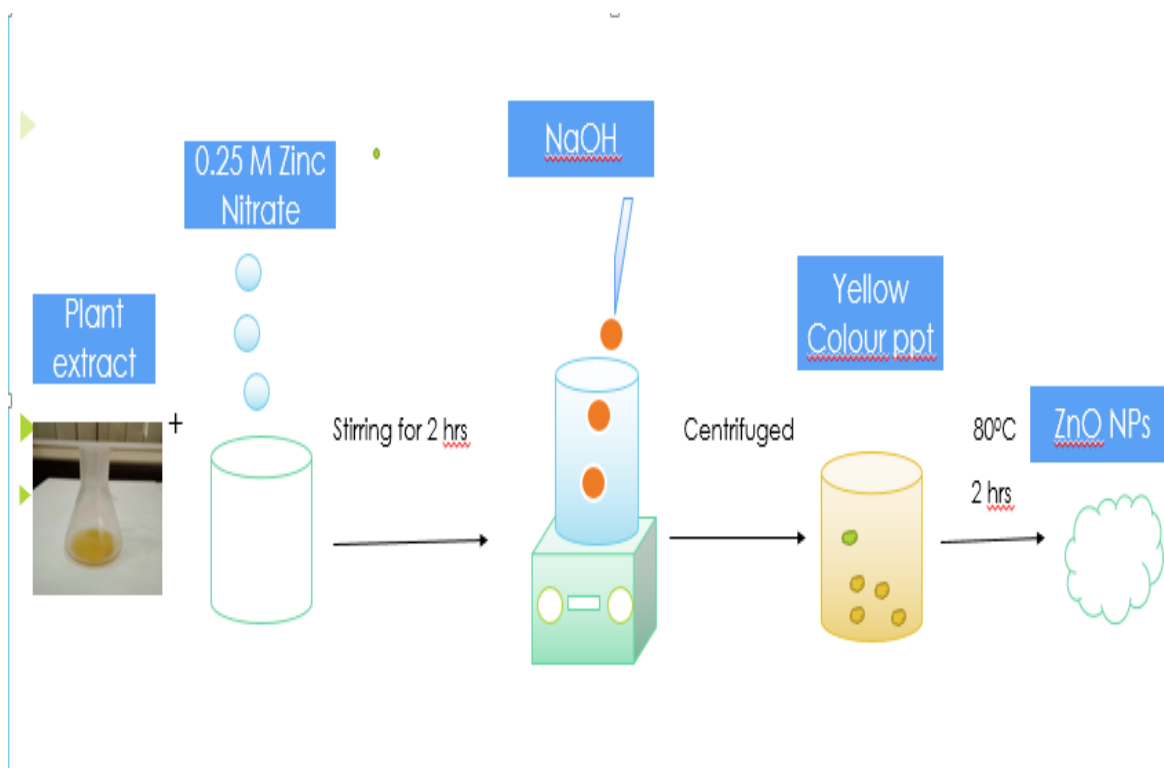 Plant
extract
+
0.25 M Zinc
Nitrate
Stirring for 2 hrs
NaOH
Centrifuged
Yellow
Colour ppt
80⁰C
2 hrs
ZnO NPs